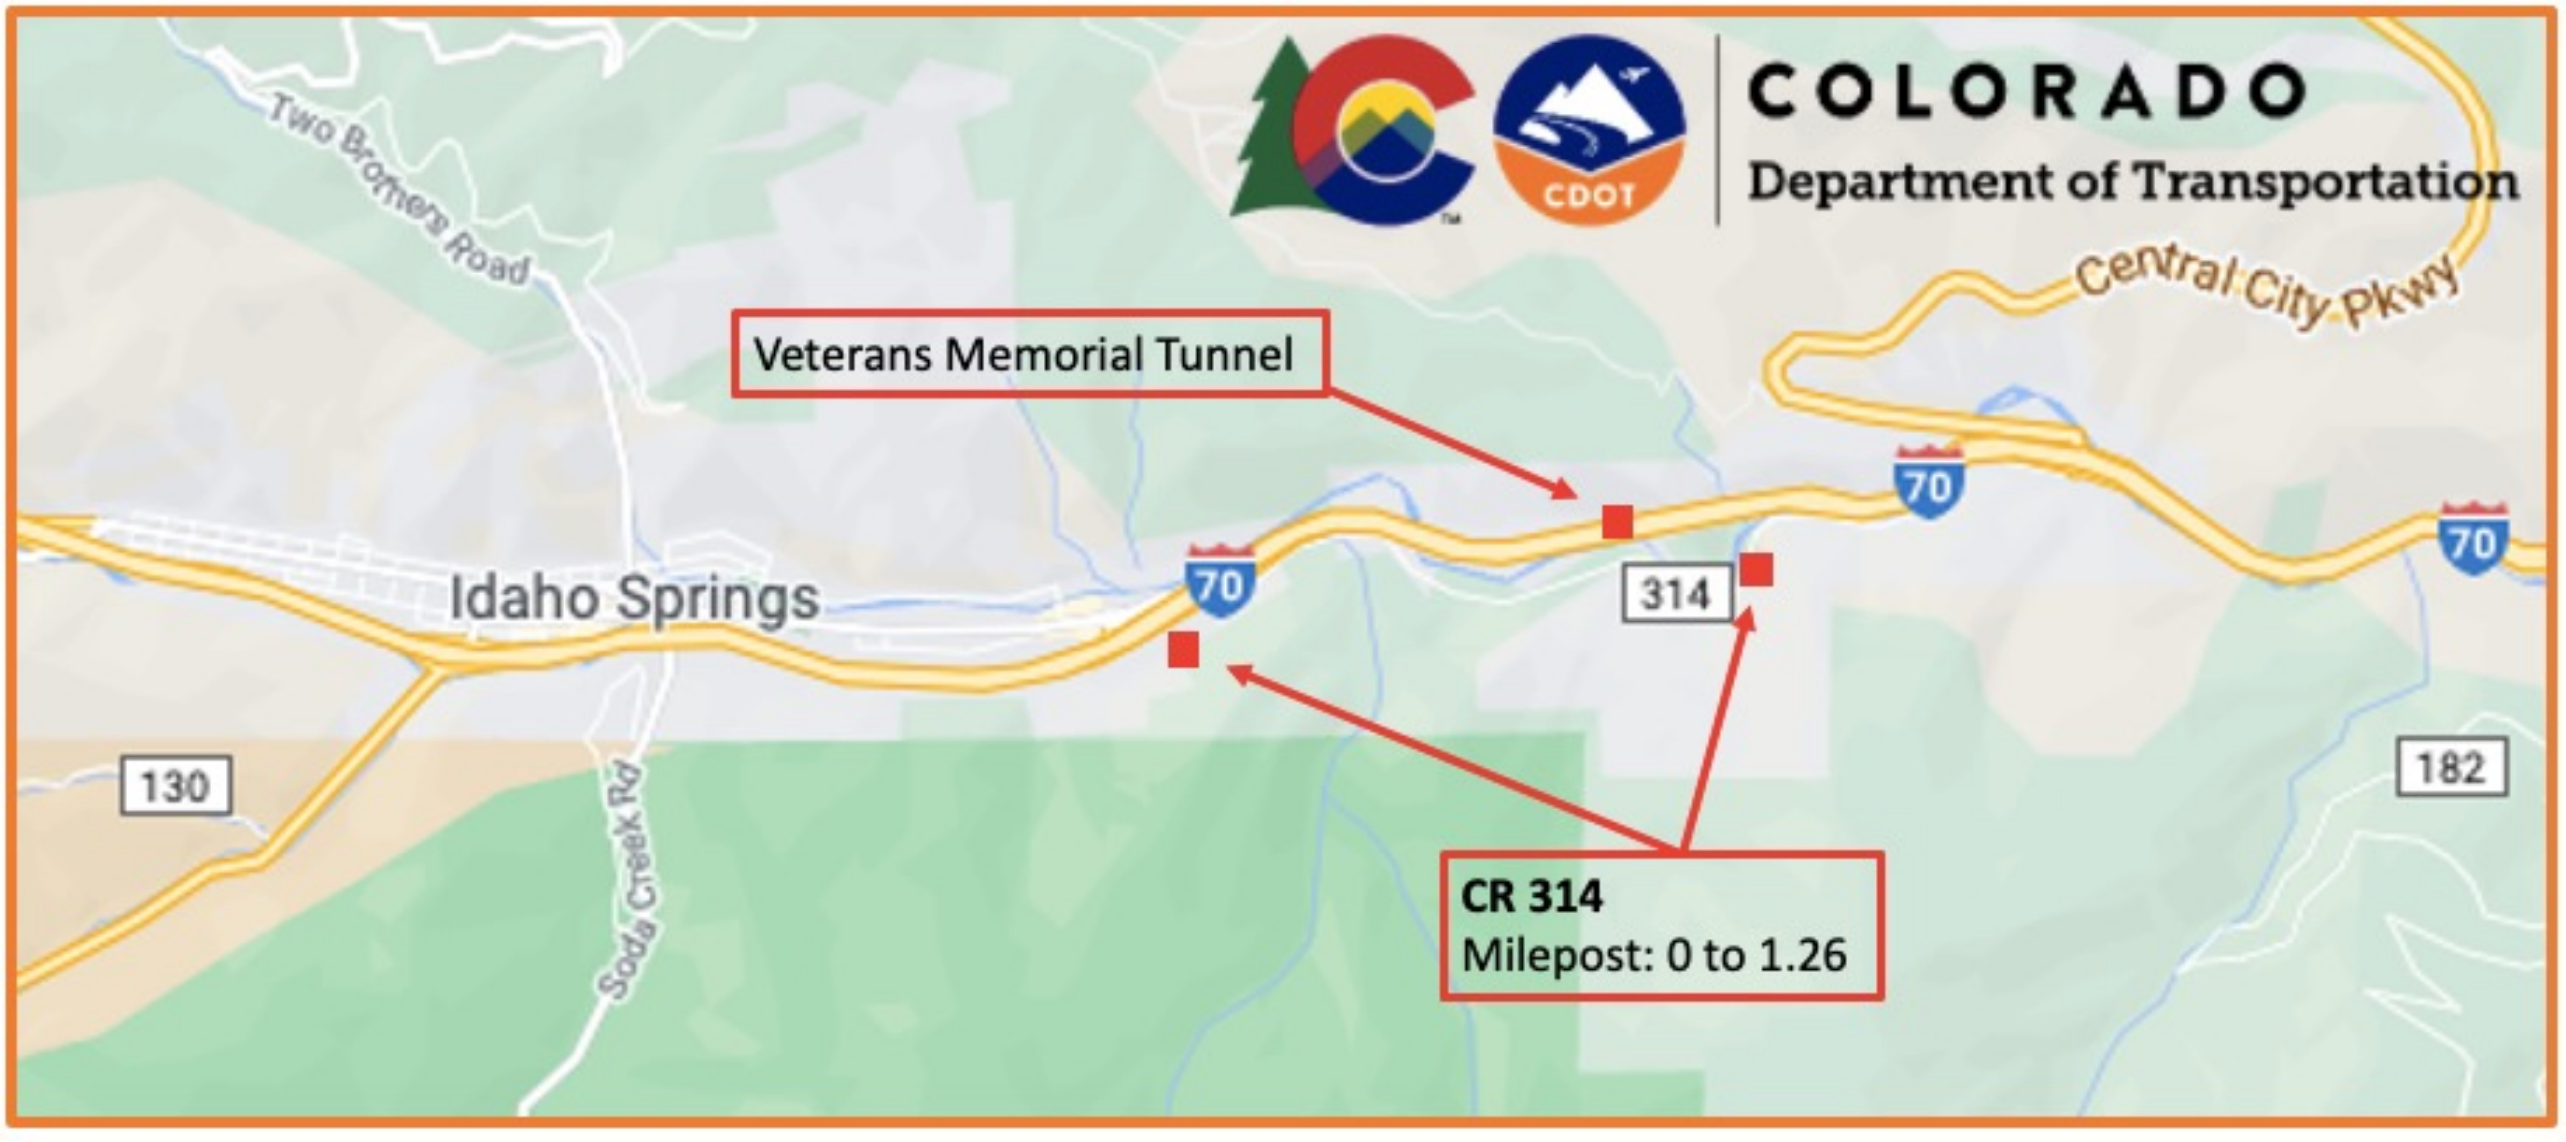 COLORADO
Department of Transportation
CDOT
TM
Two Brothers Road
Central City Pkwy
Veterans Memorial Tunnel
70
70
70
Idaho Springs
314
130
182
Soda Creek Rd
CR 314
Milepost: 0 to 1.26